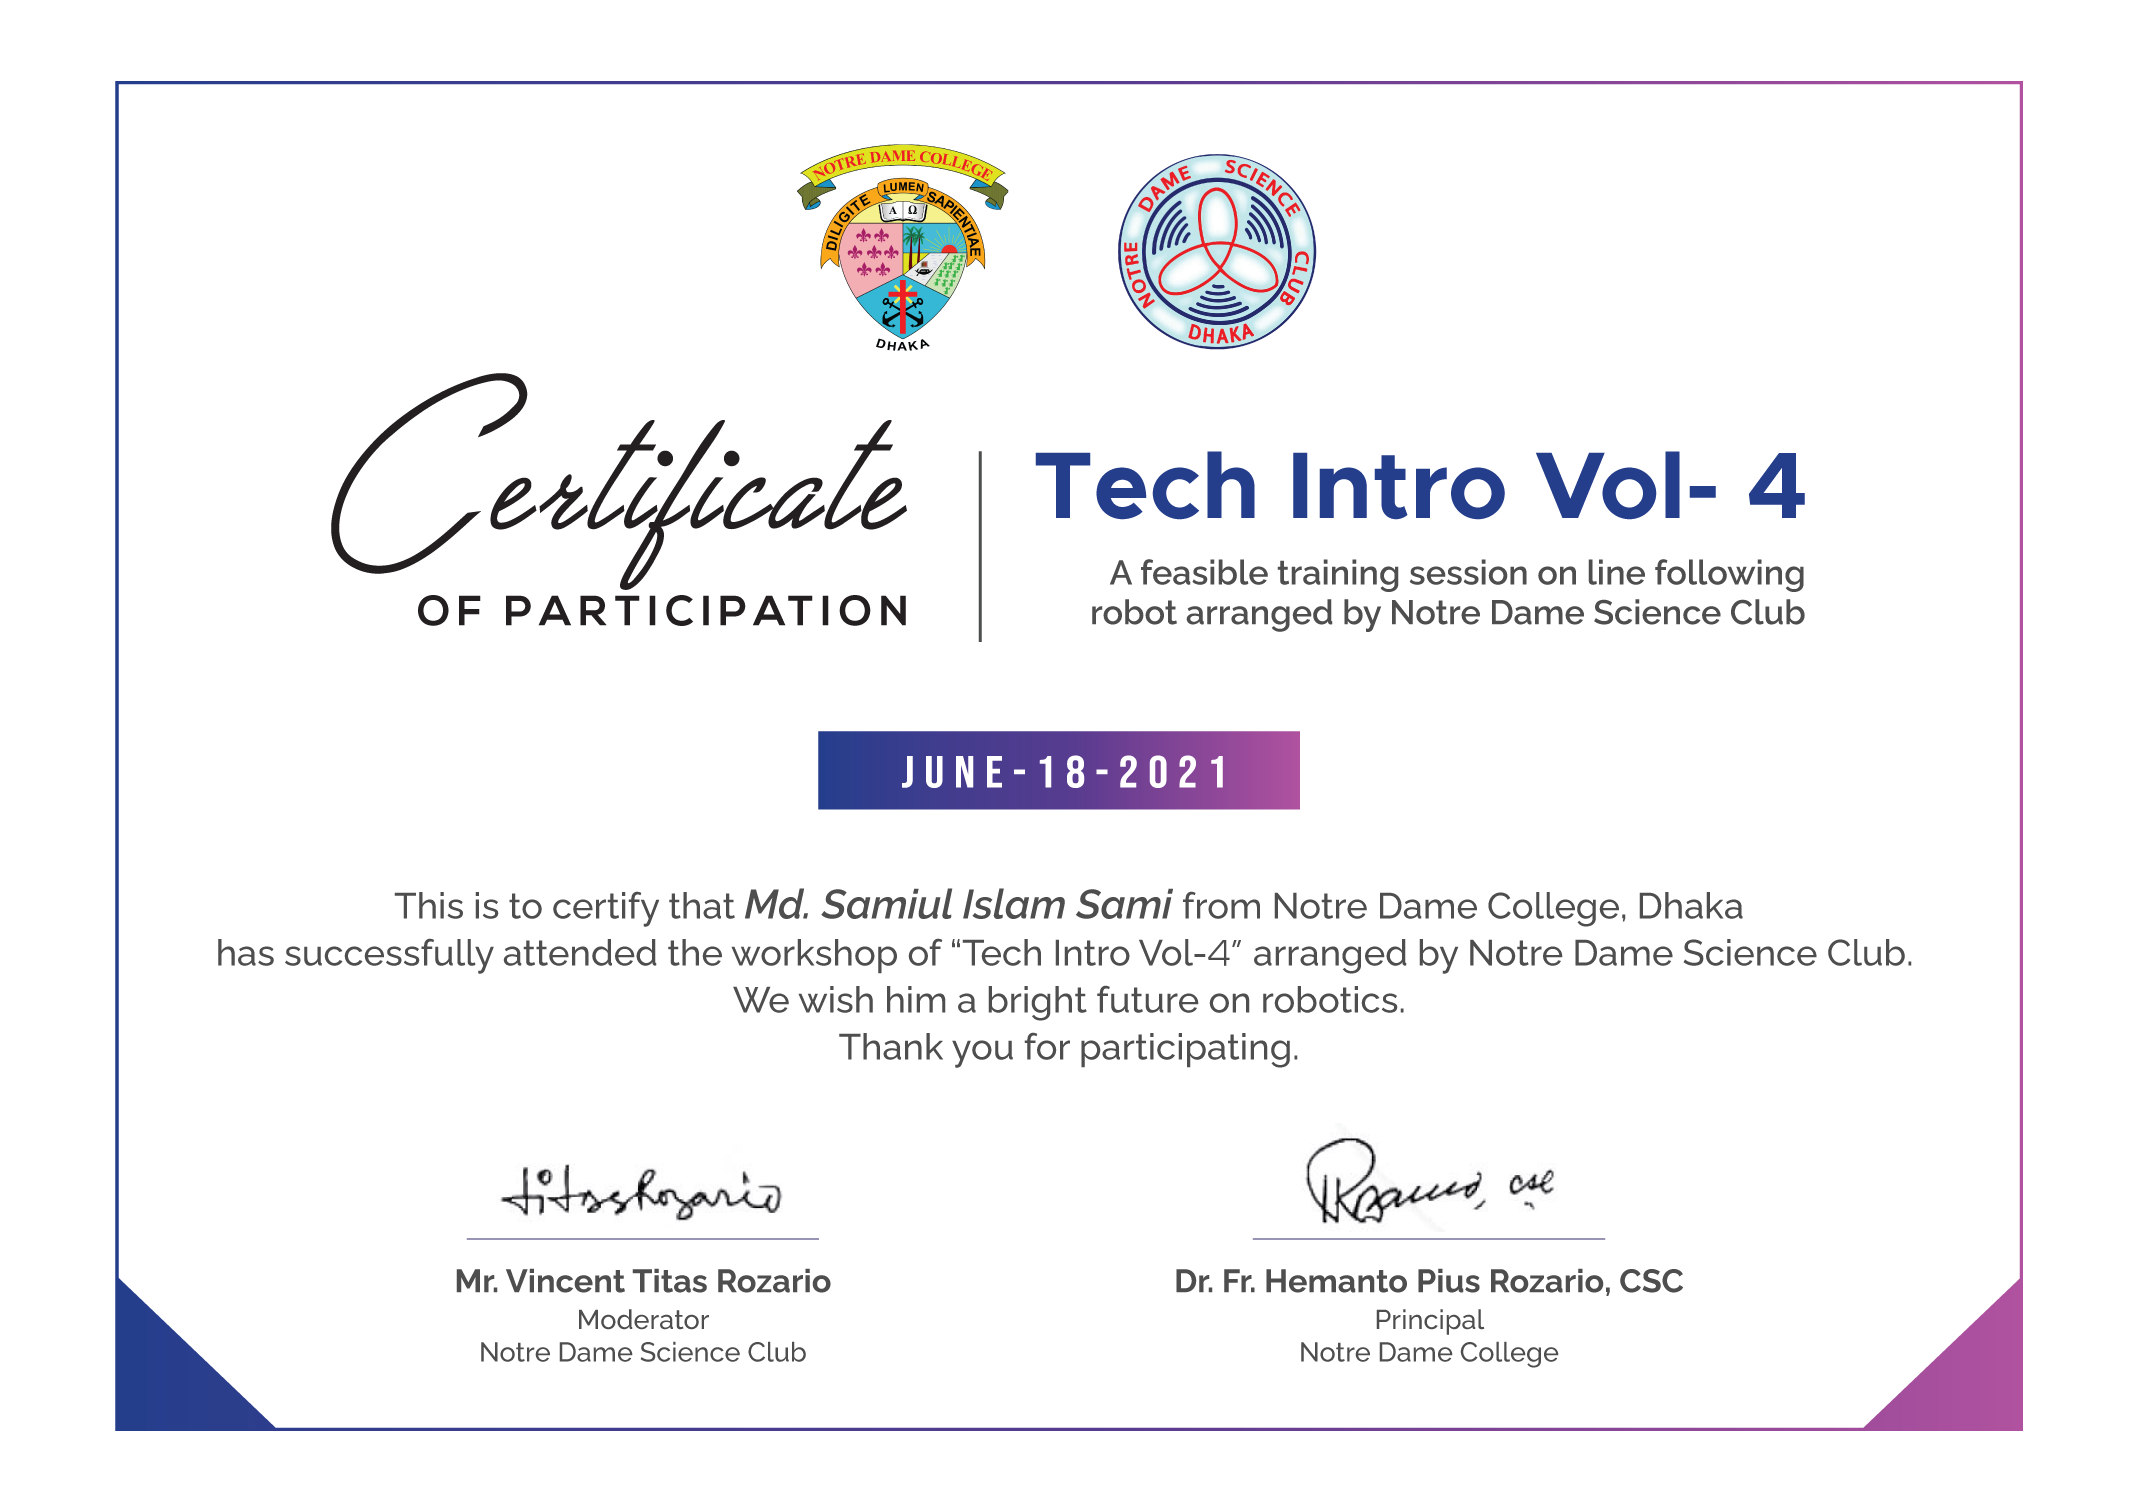 NOTRE DAME COLLEGE
DILIGITE LUMEN SAPIENTIAE
Α Ω
DHAKA
NOTRE DAME SCIENCE CLUB
DHAKA
Certificate
OF PARTICIPATION
Tech Intro Vol- 4
A feasible training session on line following
robot arranged by Notre Dame Science Club
JUNE-18-2021
This is to certify that Md. Samiul Islam Sami from Notre Dame College, Dhaka
has successfully attended the workshop of “Tech Intro Vol-4” arranged by Notre Dame Science Club.
We wish him a bright future on robotics.
Thank you for participating.
Titas Rozario
Mr. Vincent Titas Rozario
Moderator
Notre Dame Science Club
Dr. Fr. Hemanto Pius Rozario, CSC
Principal
Notre Dame College